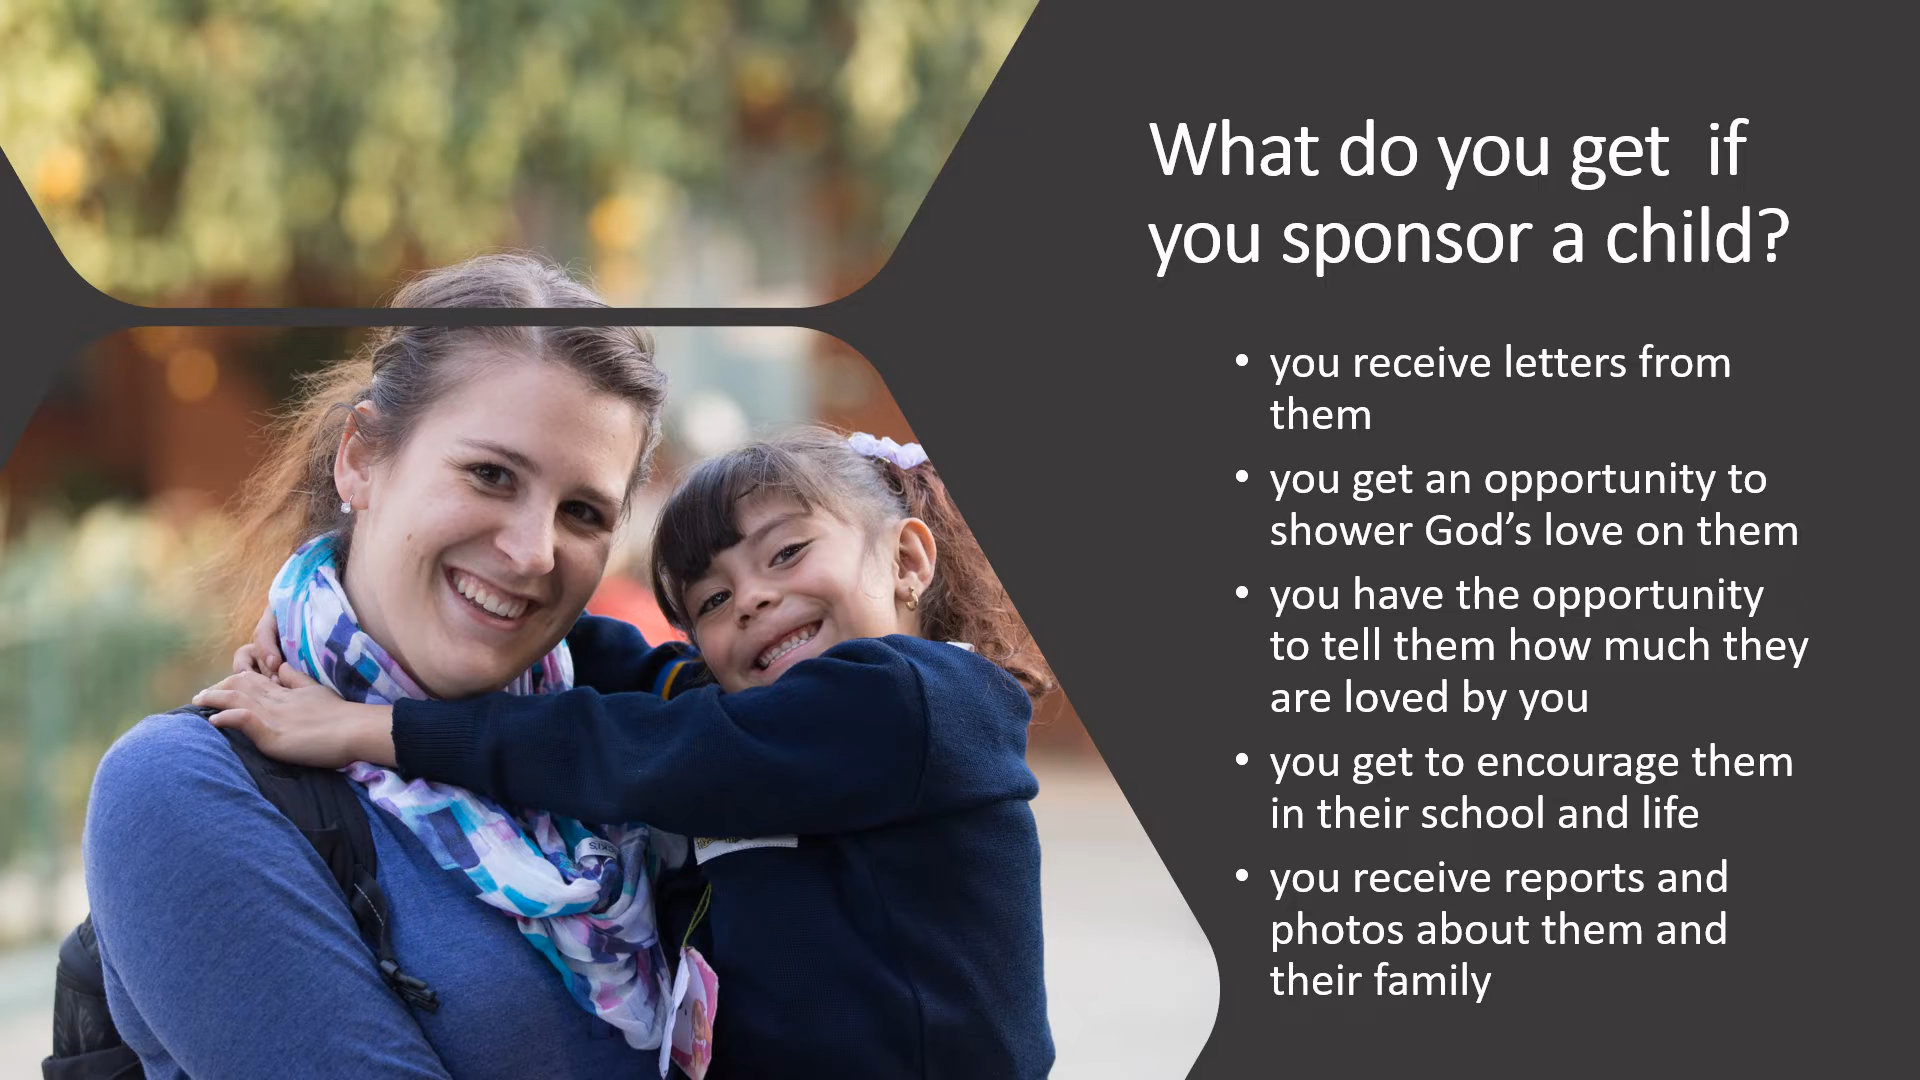 What do you get  if
you sponsor a child?
• you receive letters from
them
• you get an opportunity to
shower God’s love on them
• you have the opportunity
to tell them how much they
are loved by you
• you get to encourage them
in their school and life
• you receive reports and
photos about them and
their family